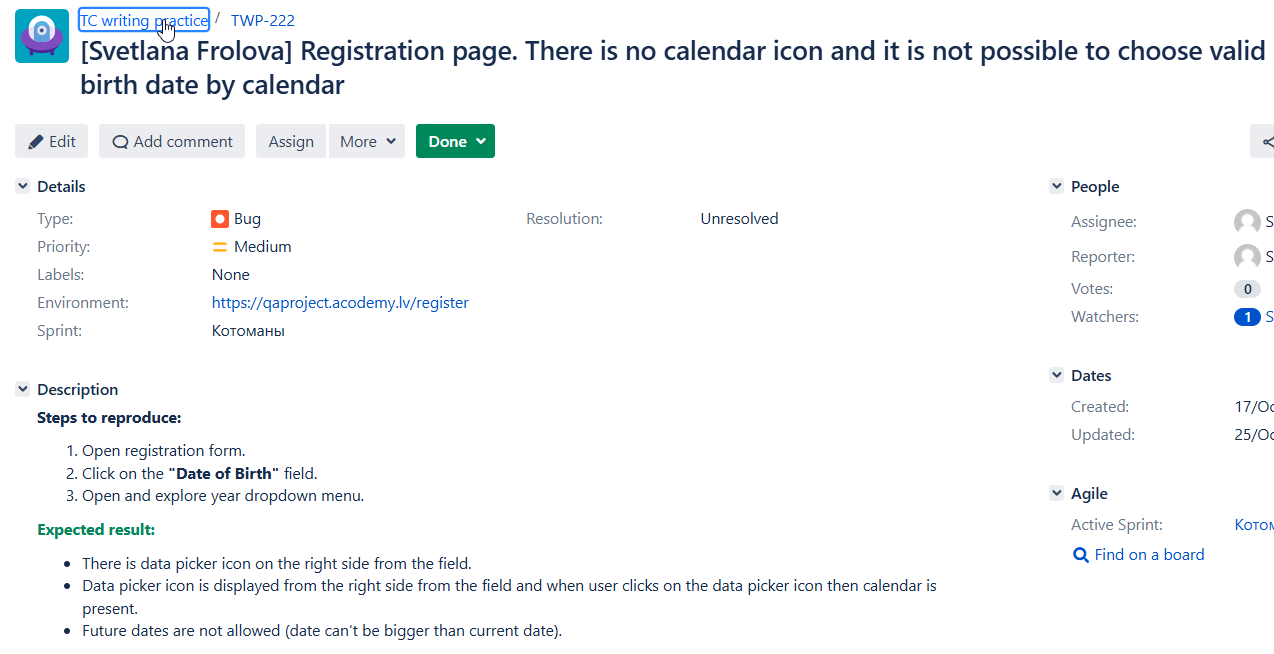 TC writing practice / TWP-222
[Svetlana Frolova] Registration page. There is no calendar icon and it is not possible to choose valid
birth date by calendar
Edit Add comment Assign More Done
Details
Type: Bug Resolution: Unresolved
Priority: Medium
Labels: None
Environment: https://qaproject.acodemy.lv/register
Sprint: Котоманы
Description
Steps to reproduce:
1. Open registration form.
2. Click on the "Date of Birth" field.
3. Open and explore year dropdown menu.
Expected result:
• There is data picker icon on the right side from the field.
• Data picker icon is displayed from the right side from the field and when user clicks on the data picker icon then calendar is
present.
• Future dates are not allowed (date can't be bigger than current date).
People
Assignee: S
Reporter: S
Votes: 0
Watchers: 1 S
Dates
Created: 17/Oc
Updated: 25/Oc
Agile
Active Sprint: Котом
Find on a board